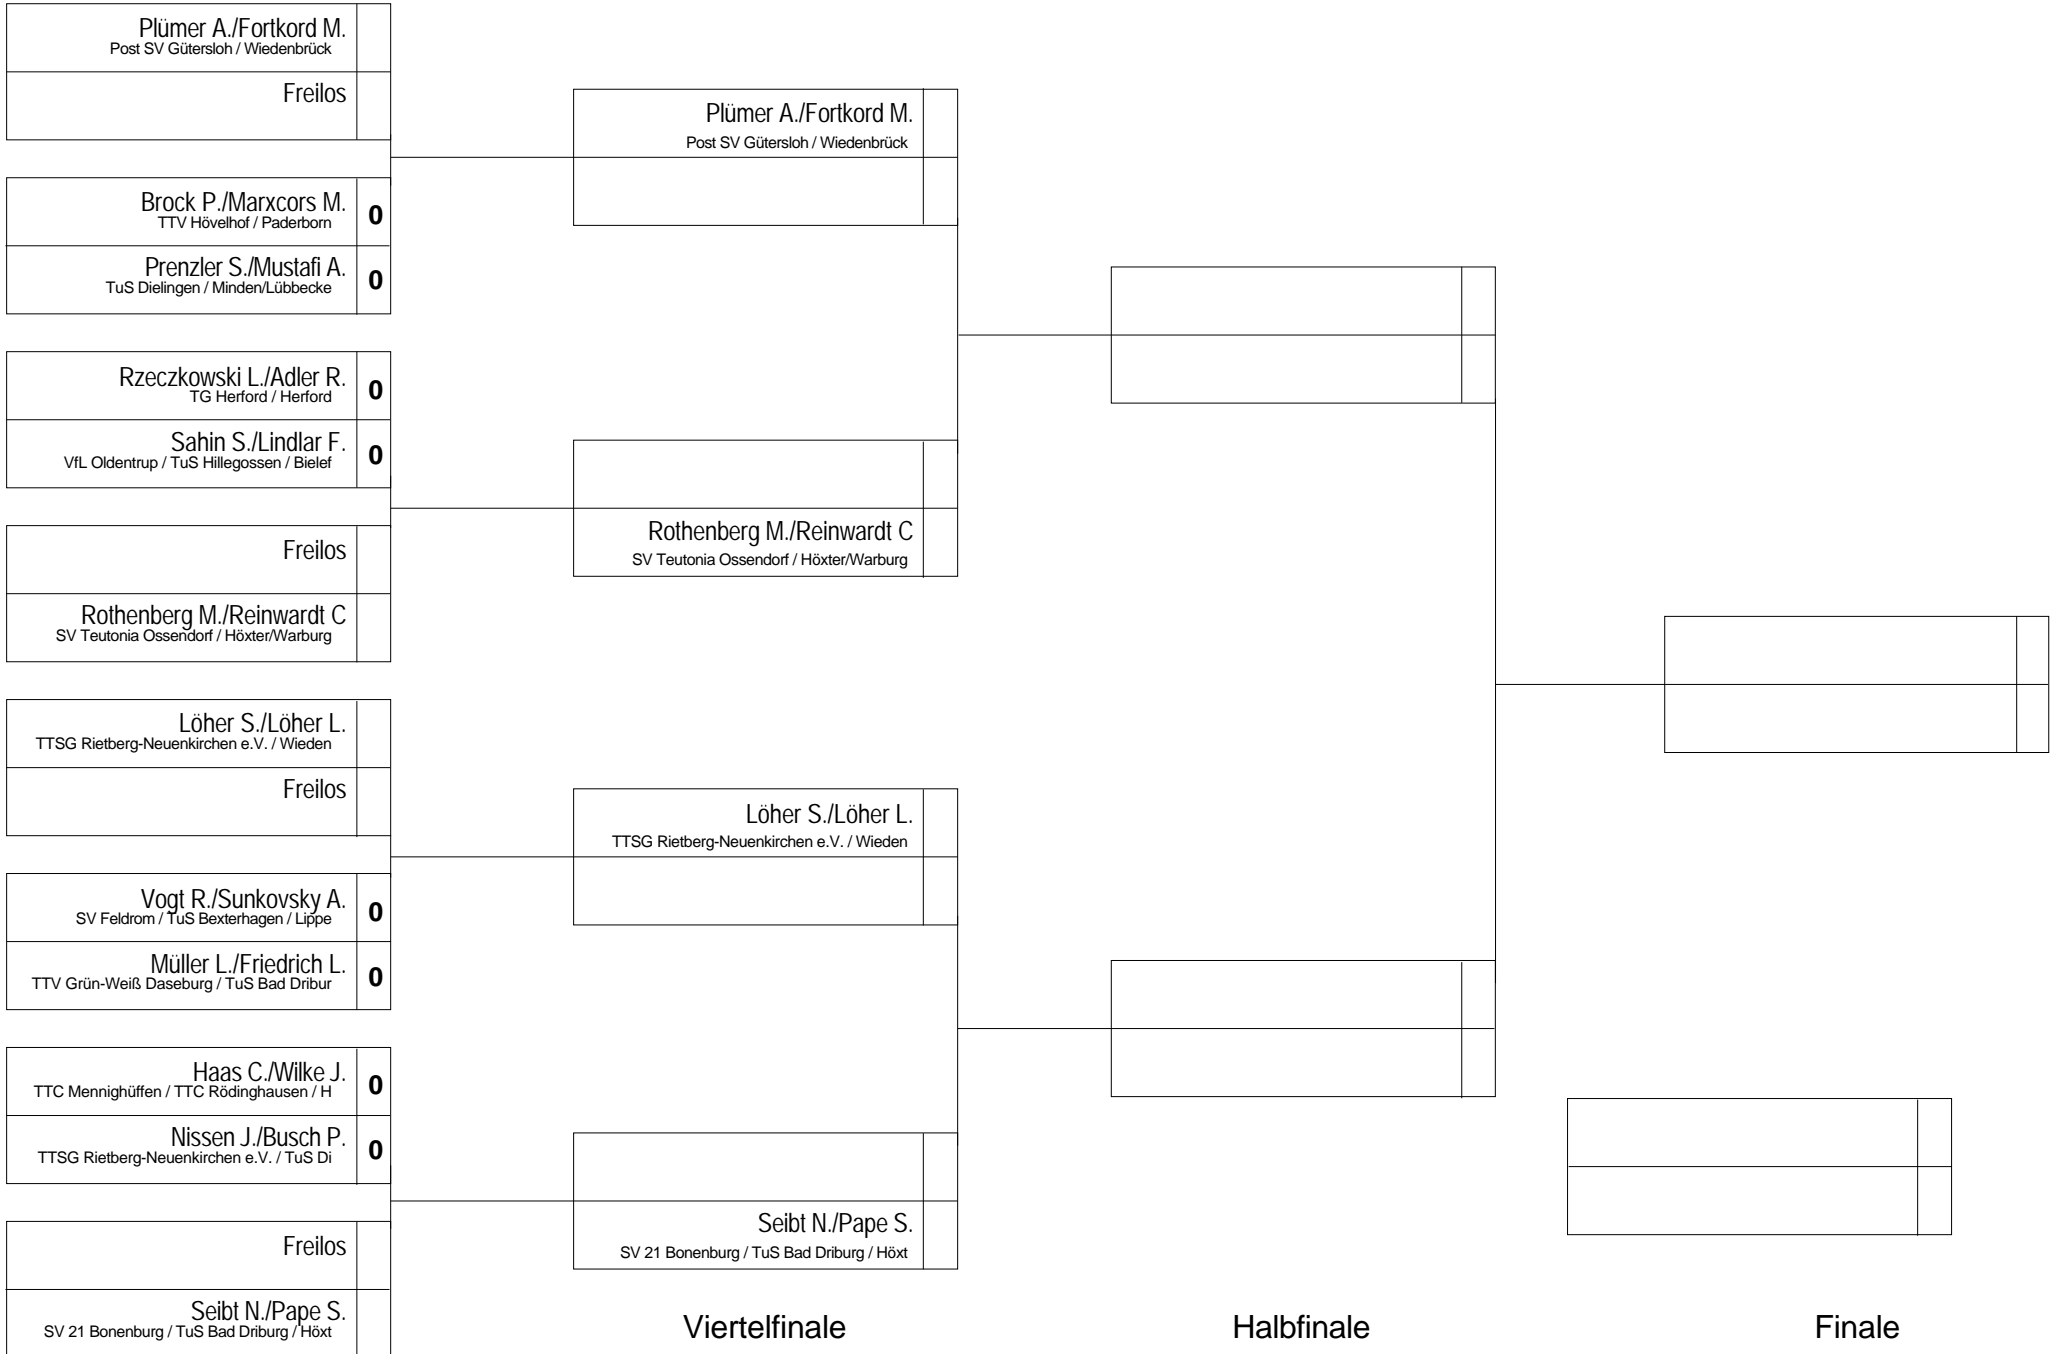 Plümer A./Fortkord M.
Post SV Gütersloh / Wiedenbrück
Freilos
Brock P./Marxcors M.
TTV Hövelhof / Paderborn
0
Prenzler S./Mustafi A.
TuS Dielingen / Minden/Lübbecke
0
Rzeczkowski L./Adler R.
TG Herford / Herford
0
Sahin S./Lindlar F.
VfL Oldentrup / TuS Hillegossen / Bielef
0
Freilos
Rothenberg M./Reinwardt C
SV Teutonia Ossendorf / Höxter/Warburg
Löher S./Löher L.
TTSG Rietberg-Neuenkirchen e.V. / Wieden
Freilos
Vogt R./Sunkovsky A.
SV Feldrom / TuS Bexterhagen / Lippe
0
Müller L./Friedrich L.
TTV Grün-Weiß Daseburg / TuS Bad Dribur
0
Haas C./Wilke J.
TTC Mennighüffen / TTC Rödinghausen / H
0
Nissen J./Busch P.
TTSG Rietberg-Neuenkirchen e.V. / TuS Di
0
Freilos
Seibt N./Pape S.
SV 21 Bonenburg / TuS Bad Driburg / Höxt
Plümer A./Fortkord M.
Post SV Gütersloh / Wiedenbrück
Rothenberg M./Reinwardt C
SV Teutonia Ossendorf / Höxter/Warburg
Löher S./Löher L.
TTSG Rietberg-Neuenkirchen e.V. / Wieden
Seibt N./Pape S.
SV 21 Bonenburg / TuS Bad Driburg / Höxt
Viertelfinale
Halbfinale
Finale